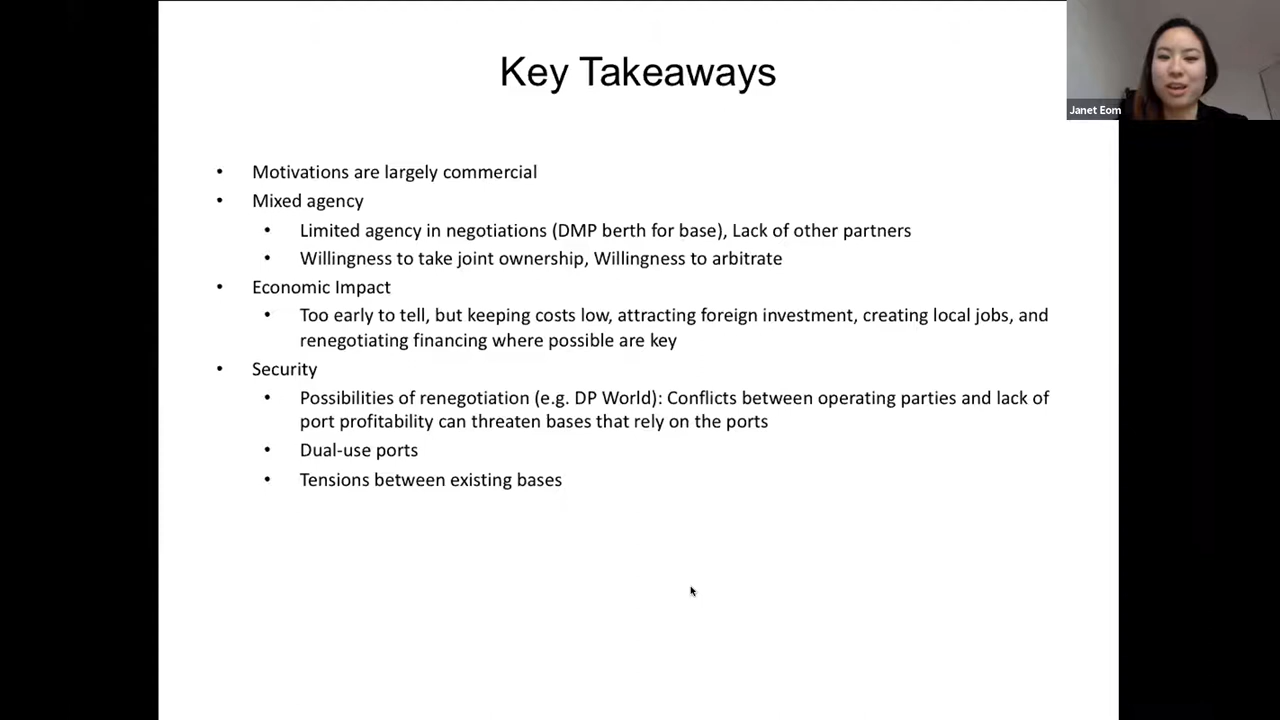 Key Takeaways
Janet Eom
• Motivations are largely commercial
• Mixed agency
• Limited agency in negotiations (DMP berth for base), Lack of other partners
• Willingness to take joint ownership, Willingness to arbitrate
• Economic Impact
• Too early to tell, but keeping costs low, attracting foreign investment, creating local jobs, and
renegotiating financing where possible are key
• Security
• Possibilities of renegotiation (e.g. DP World): Conflicts between operating parties and lack of
port profitability can threaten bases that rely on the ports
• Dual-use ports
• Tensions between existing bases